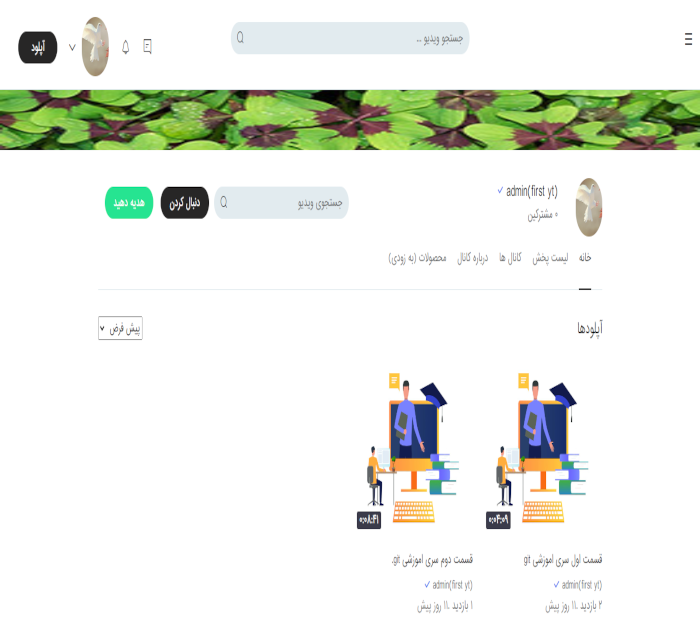 جستجو ویدیو ...
آپلود
admin(first yt)
۰ مشترکین
جستجوی ویدیو
دنبال کردن
هدیه دهید
خانه
لیست پخش
کانال ها
درباره کانال
محصولات (به زودی)
آپلودها
پیش فرض
۰:۰۴:۰۹
۰:۰۸:۴۱
قسمت اول سری اموزشی git
admin(first yt)
۲ بازدید .۱۱ روز پیش
قسمت دوم سری اموزشی git.
admin(first yt)
۱ بازدید .۱۱ روز پیش